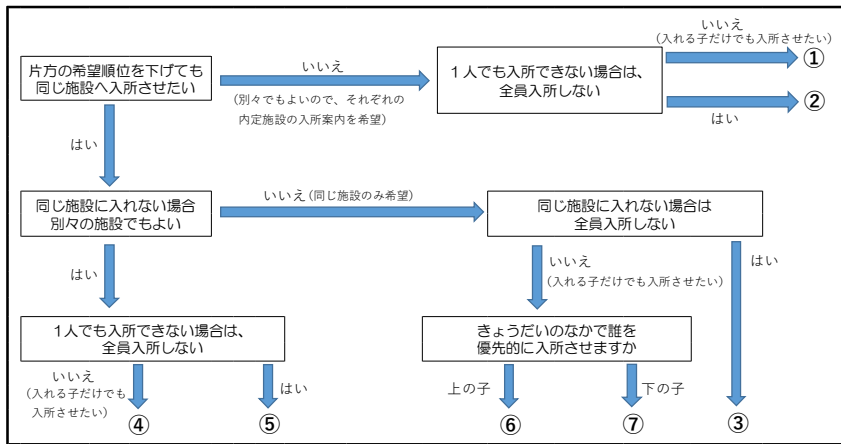 片方の希望順位を下げても
同じ施設へ入所させたい
いいえ
(別々でもよいので、それぞれの
内定施設の入所案内を希望)
1人でも入所できない場合は、
全員入所しない
いいえ
(入れる子だけでも入所させたい)
①
②
はい
はい
同じ施設に入れない場合
別々の施設でもよい
いいえ(同じ施設のみ希望)
同じ施設に入れない場合は
全員入所しない
はい
いいえ
(入れる子だけでも入所させたい)
はい
1人でも入所できない場合は、
全員入所しない
きょうだいのなかで誰を
優先的に入所させますか
いいえ
(入れる子だけでも
入所させたい)
はい
上の子
下の子
④
⑤
⑥
⑦
③